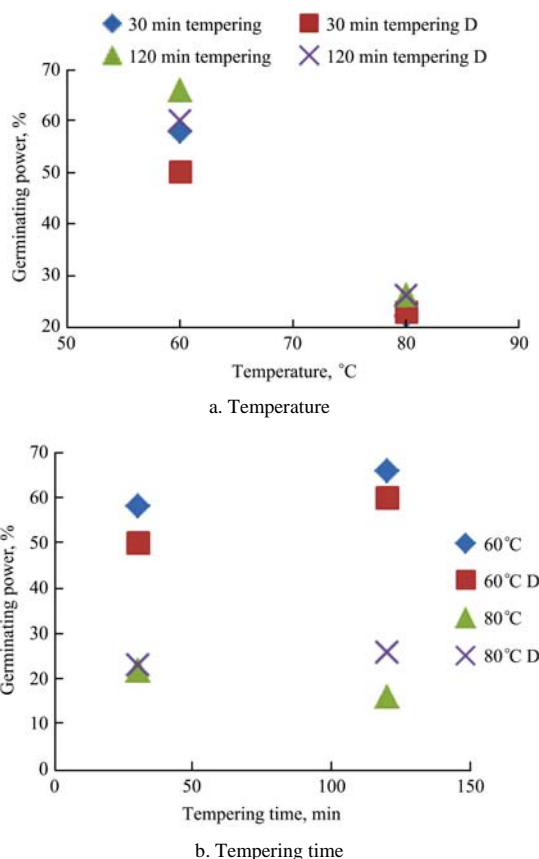 30 min tempering 30 min tempering D
120 min tempering 120 min tempering D
70
60
50
40
30
20
50 60 70 80 90
Germinating power, %
Temperature, °C
a. Temperature
70
60
50
40
30
20
10
0
0 50 100 150
Germinating power, %
60°C
60°C D
80°C
80°C D
Tempering time, min
b. Tempering time